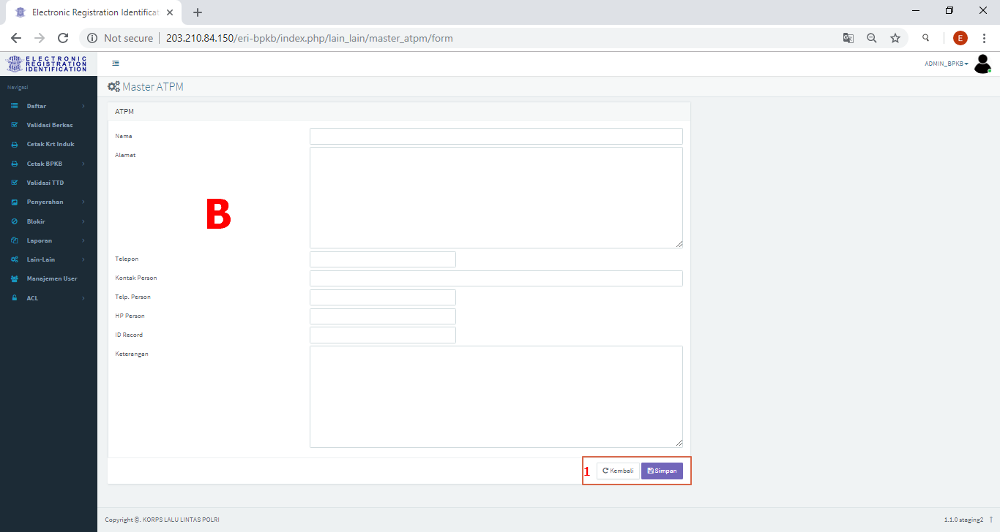 Electronic Registration Identificat
Not secure
203.210.84.150/eri-bpkb/index.php/lain_lain/master_atpm/form
E
ELECTRONIC
REGISTRATION
IDENTIFICATION
ADMIN_BPKB
Navigasi
Daftar
Validasi Berkas
Cetak Krt Induk
Cetak BPKB
Validasi TTD
Penyerahan
Blokir
Laporan
Lain-Lain
Manajemen User
ACL
Master ATPM
ATPM
Nama
Alamat
B
Telepon
Kontak Person
Telp. Person
HP Person
ID Record
Keterangan
1
Kembali
Simpan
Copyright ©. KORPS LALU LINTAS POLRI
1.1.0 staging2